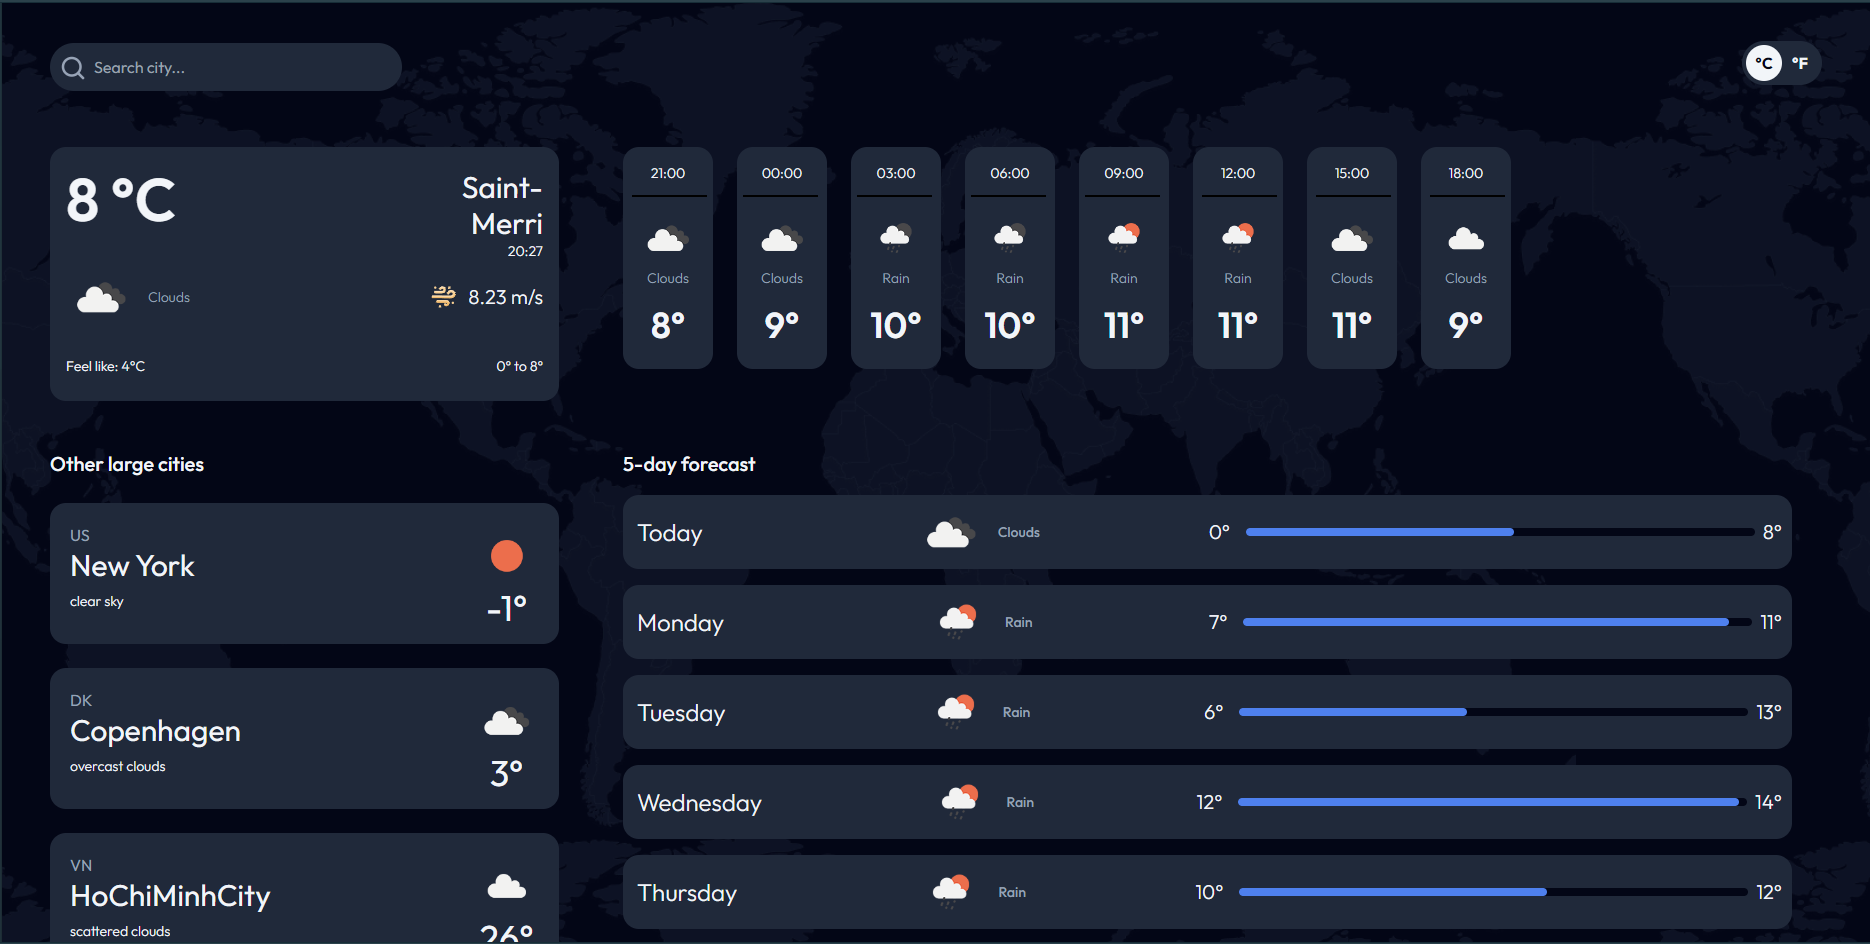 Search city...
°C °F
8 °C
Saint-
Merri
20:27
Clouds
8.23 m/s
Feel like: 4°C
0° to 8°
21:00
Clouds
8°
00:00
Clouds
9°
03:00
Rain
10°
06:00
Rain
10°
09:00
Rain
11°
12:00
Rain
11°
15:00
Clouds
11°
18:00
Clouds
9°
Other large cities
US
New York
clear sky
-1°
DK
Copenhagen
overcast clouds
3°
VN
HoChiMinhCity
scattered clouds
26°
5-day forecast
Today Clouds 0° 8°
Monday Rain 7° 11°
Tuesday Rain 6° 13°
Wednesday Rain 12° 14°
Thursday Rain 10° 12°